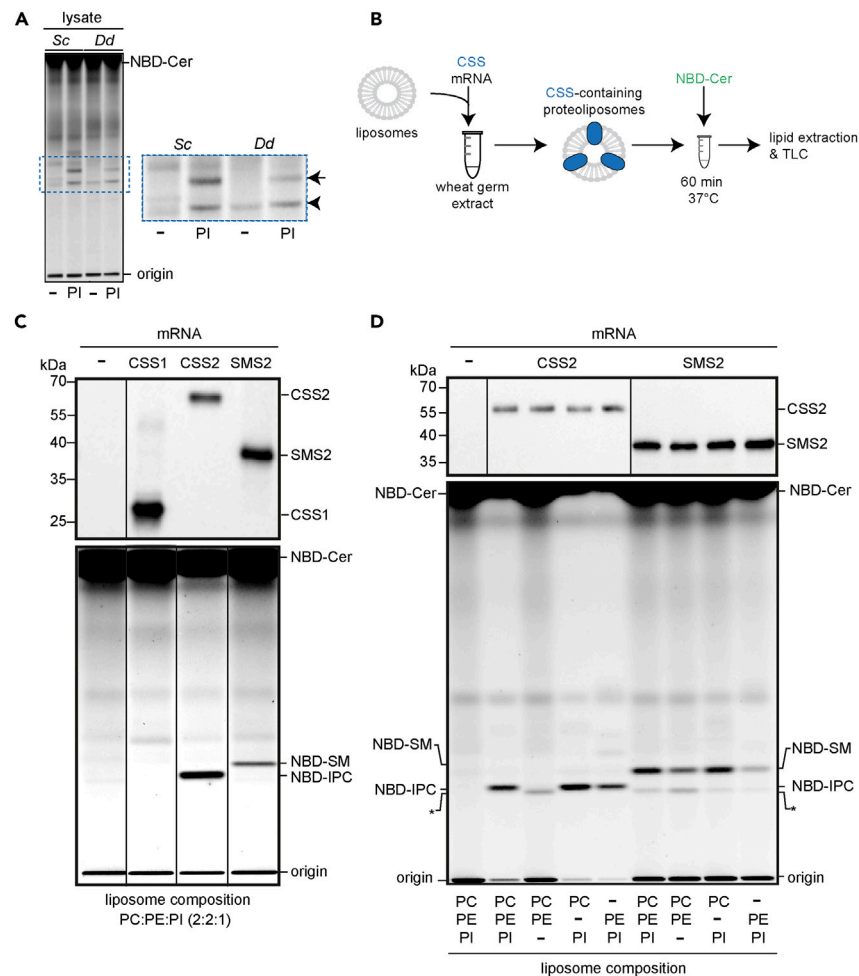 A
lysate
Sc Dd
NBD-Cer
Sc Dd
- PI - PI
origin
- PI - PI
B
CSS
mRNA
liposomes
wheat germ
extract
CSS-containing
proteoliposomes
NBD-Cer
60 min
37°C
lipid extraction
& TLC
C
mRNA
kDa - CSS1 CSS2 SMS2
70
55
40
35
25
CSS2
SMS2
CSS1
NBD-Cer
NBD-SM
NBD-IPC
origin
liposome composition
PC:PE:PI (2:2:1)
D
mRNA
kDa - CSS2 SMS2
70
55
40
35
CSS2
SMS2
NBD-Cer NBD-Cer
NBD-SM NBD-SM
NBD-IPC NBD-IPC
* *
origin origin
PC PC PC PC - PC PC PC -
PE PE PE - PE PE PE - PE
PI PI - PI PI PI - PI PI
liposome composition